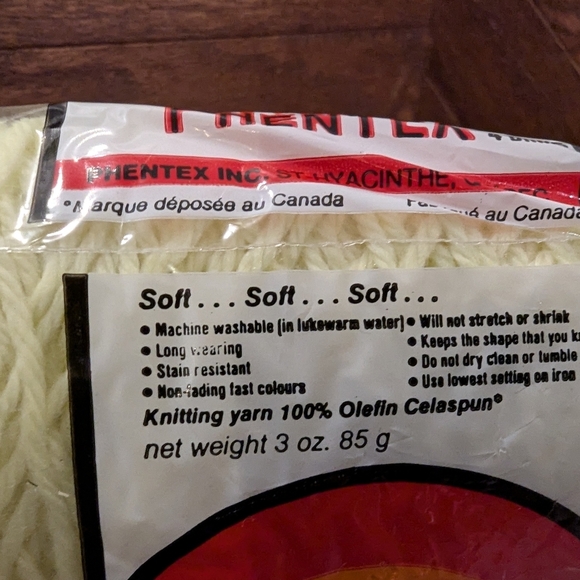 PHENTEX
PHENTEX INC. ST-HYACINTHE,
*Marque déposée au Canada
au Canada
Soft... Soft... Soft...
• Machine washable (in lukewarm water)
• Long wearing
• Stain resistant
• Non-fading fast colours
• Will not stretch or shrink
• Keeps the shape that you
• Do not dry clean or tumble
• Use lowest setting on iron
Knitting yarn 100% Olefin Celaspun®
net weight 3 oz. 85 g